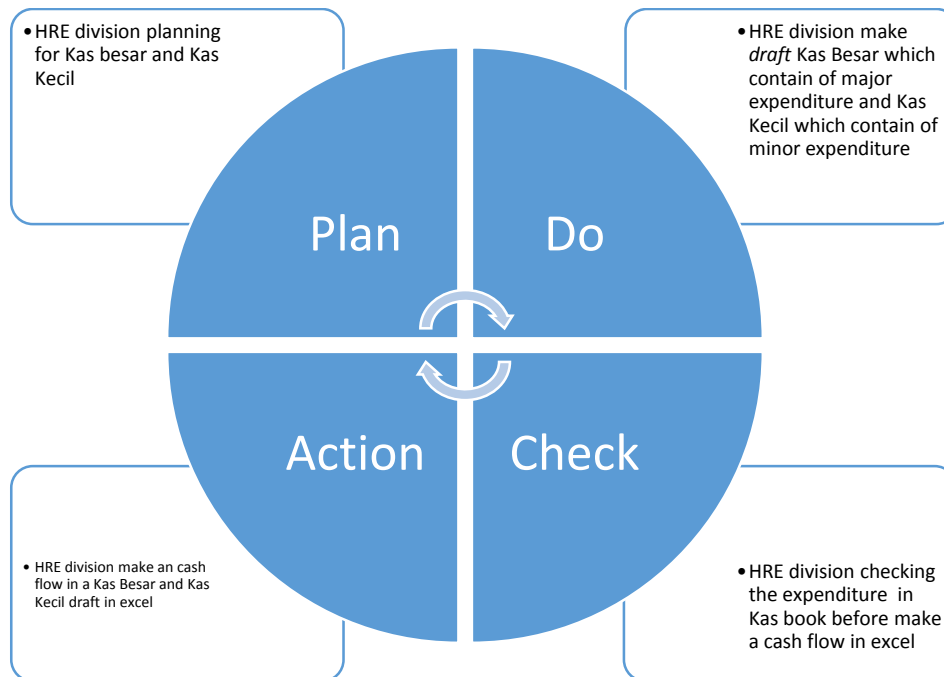 •HRE division planning
for Kas besar and Kas
Kecil
•HRE division make
draft Kas Besar which
contain of major
expenditure and Kas
Kecil which contain of
minor expenditure
Plan
Do
Action
Check
• HRE division make an cash
flow in a Kas Besar and Kas
Kecil draft in excel
•HRE division checking
the expenditure in
Kas book before make
a cash flow in excel